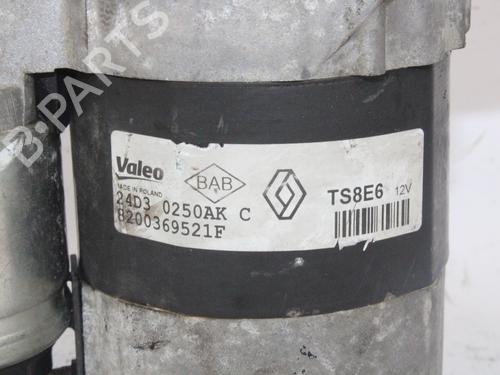 B-PARTS
Valeo
MADE IN POLAND
BAB
TS8E6 12V
24D3 0250AK C
8200369521F